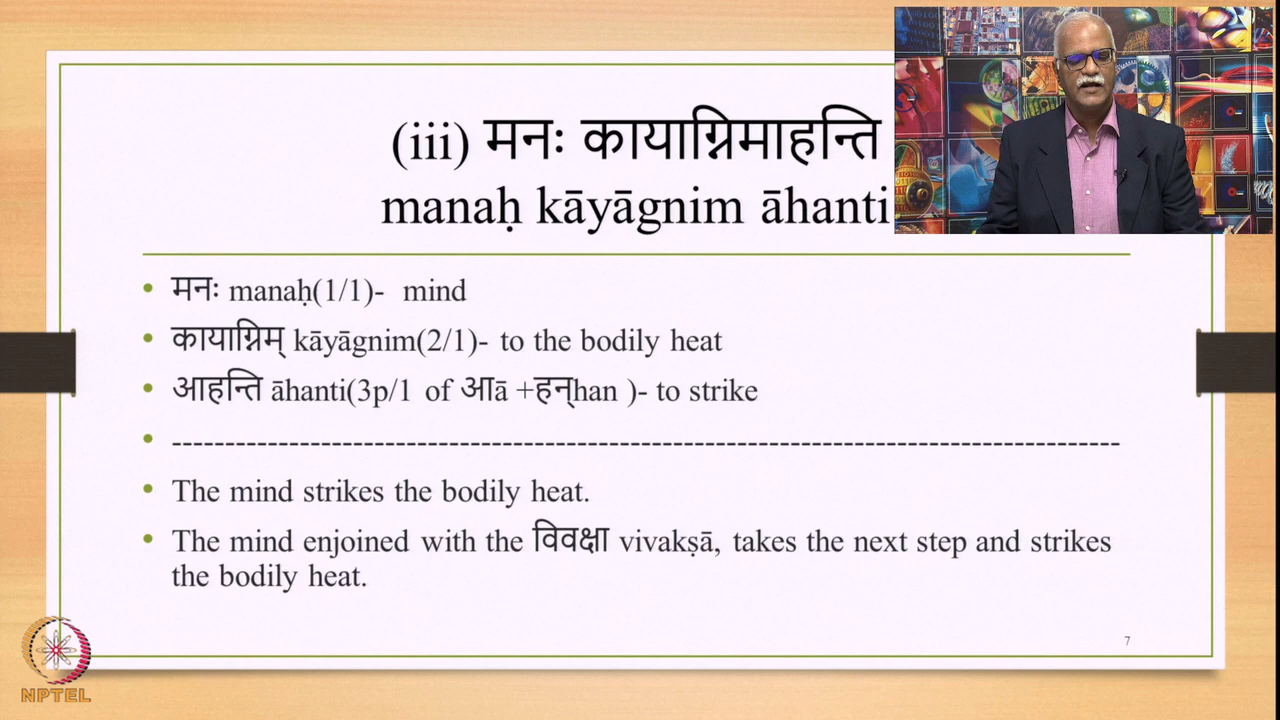 (iii) मनः कायाग्निमाहन्ति
manaḥ kāyāgnim āhanti
मनः manaḥ(1/1)- mind
कायाग्निम् kāyāgnim(2/1)- to the bodily heat
आहन्ति āhanti(3p/1 of आā +हन्han )- to strike
-----------------------------------------------------------------------------------------
The mind strikes the bodily heat.
The mind enjoined with the विवक्षा vivakṣā, takes the next step and strikes
the bodily heat.
7
NPTEL